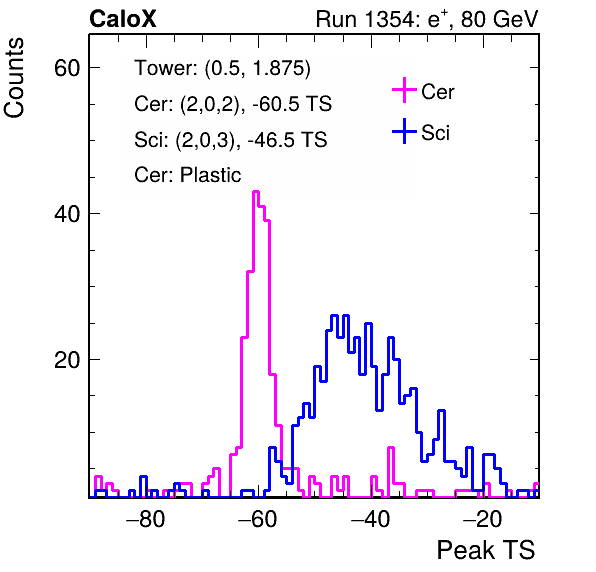 CaloX Run 1354: e⁺, 80 GeV
Counts
Tower: (0.5, 1.875)
Cer: (2,0,2), -60.5 TS
Sci: (2,0,3), -46.5 TS
Cer: Plastic
Cer
Sci
60
40
20
−80 −60 −40 −20
Peak TS